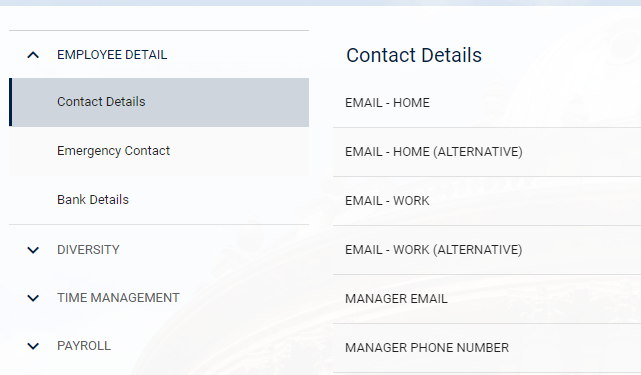 EMPLOYEE DETAIL
Contact Details
Emergency Contact
Bank Details
DIVERSITY
TIME MANAGEMENT
PAYROLL
Contact Details
EMAIL - HOME
EMAIL - HOME (ALTERNATIVE)
EMAIL - WORK
EMAIL - WORK (ALTERNATIVE)
MANAGER EMAIL
MANAGER PHONE NUMBER